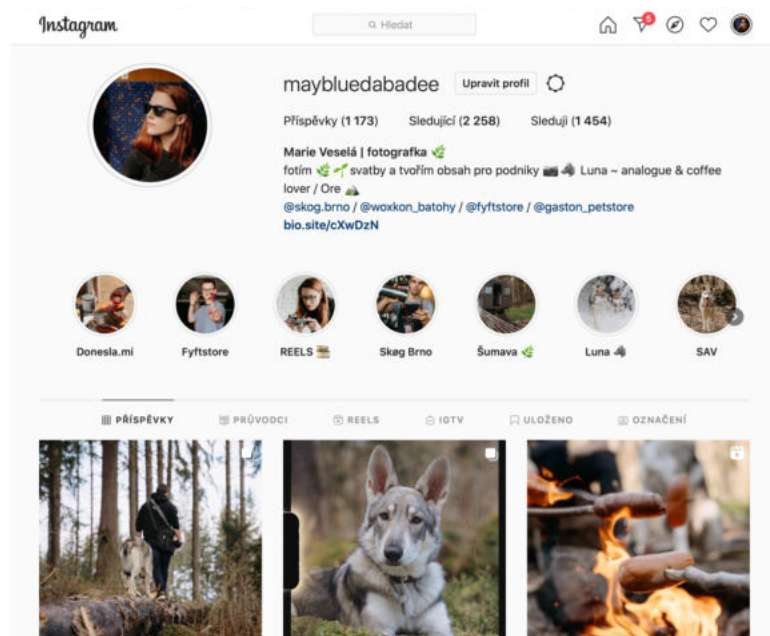 Instagram
Hledat
5
maybluedabadee Upravit profil
Příspěvky (1 173) Sledující (2 258) Sleduji (1 454)
Marie Veselá | fotografka 🌿
fotím 🌿🌱 svatby a tvořím obsah pro podniky 📷🐺 Luna ~ analogue & coffee
lover / Ore ⛰
@skog.brno / @woxkon_batohy / @fyftstore / @gaston_petstore
bio.site/cXwDzN
Donesla.mi Fyftstore REELS Skøg Brno Šumava 🌿 Luna 🐺 SAV
PŘÍSPĚVKY PRŮVODCI REELS IGTV ULOŽENO OZNAČENÍ